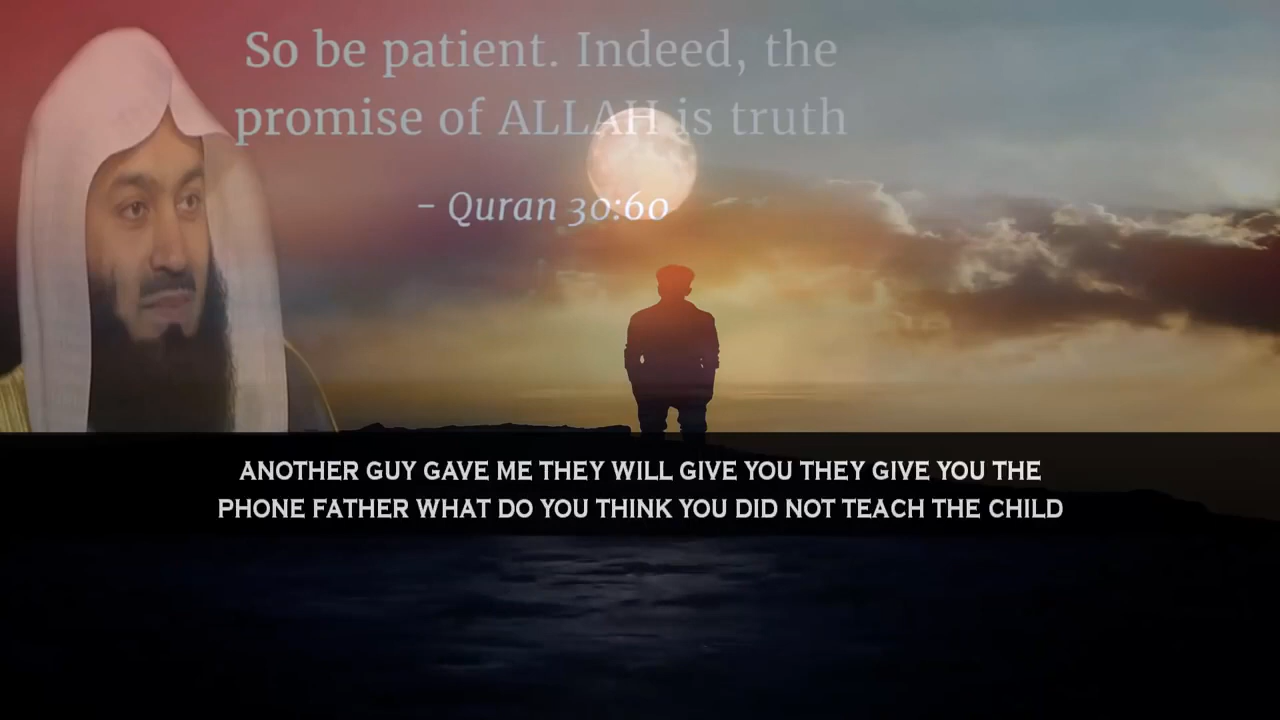 So be patient. Indeed, the
promise of ALLAH is truth
- Quran 30:60
ANOTHER GUY GAVE ME THEY WILL GIVE YOU THEY GIVE YOU THE
PHONE FATHER WHAT DO YOU THINK YOU DID NOT TEACH THE CHILD